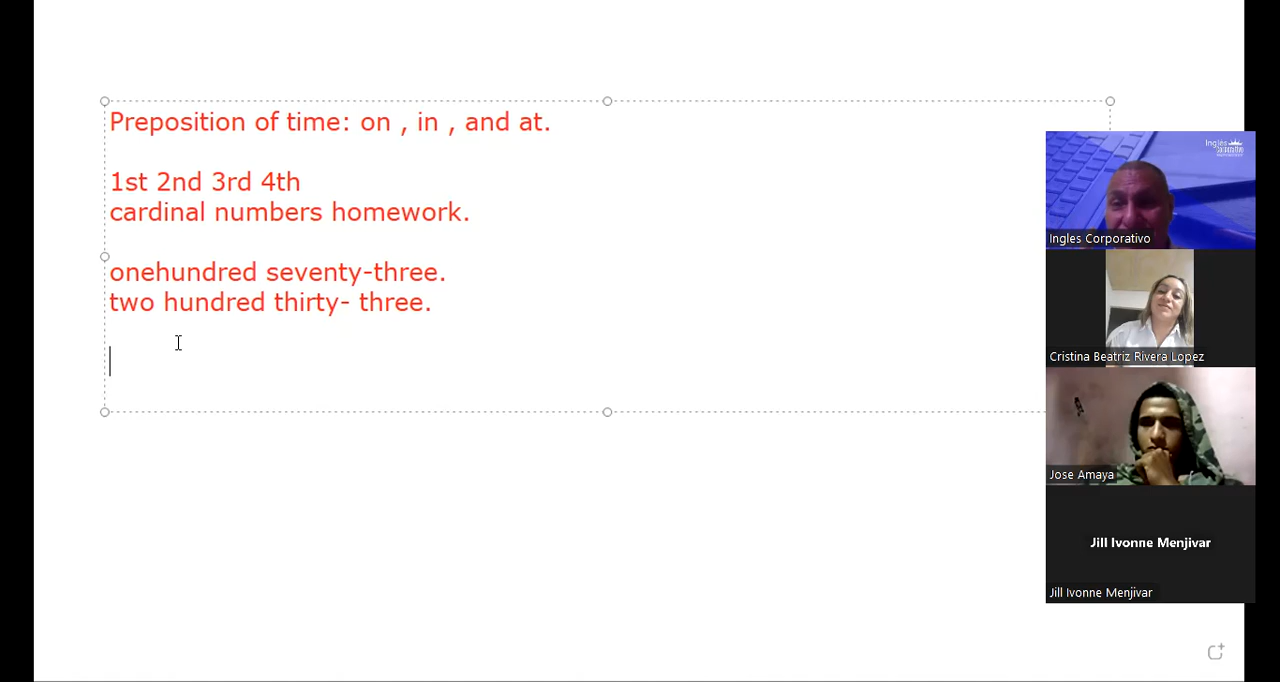 Preposition of time: on , in , and at.
1st 2nd 3rd 4th
cardinal numbers homework.
onehundred seventy-three.
two hundred thirty- three.
Ingles Corporativo
Cristina Beatriz Rivera Lopez
Jose Amaya
Jill Ivonne Menjivar
Jill Ivonne Menjivar